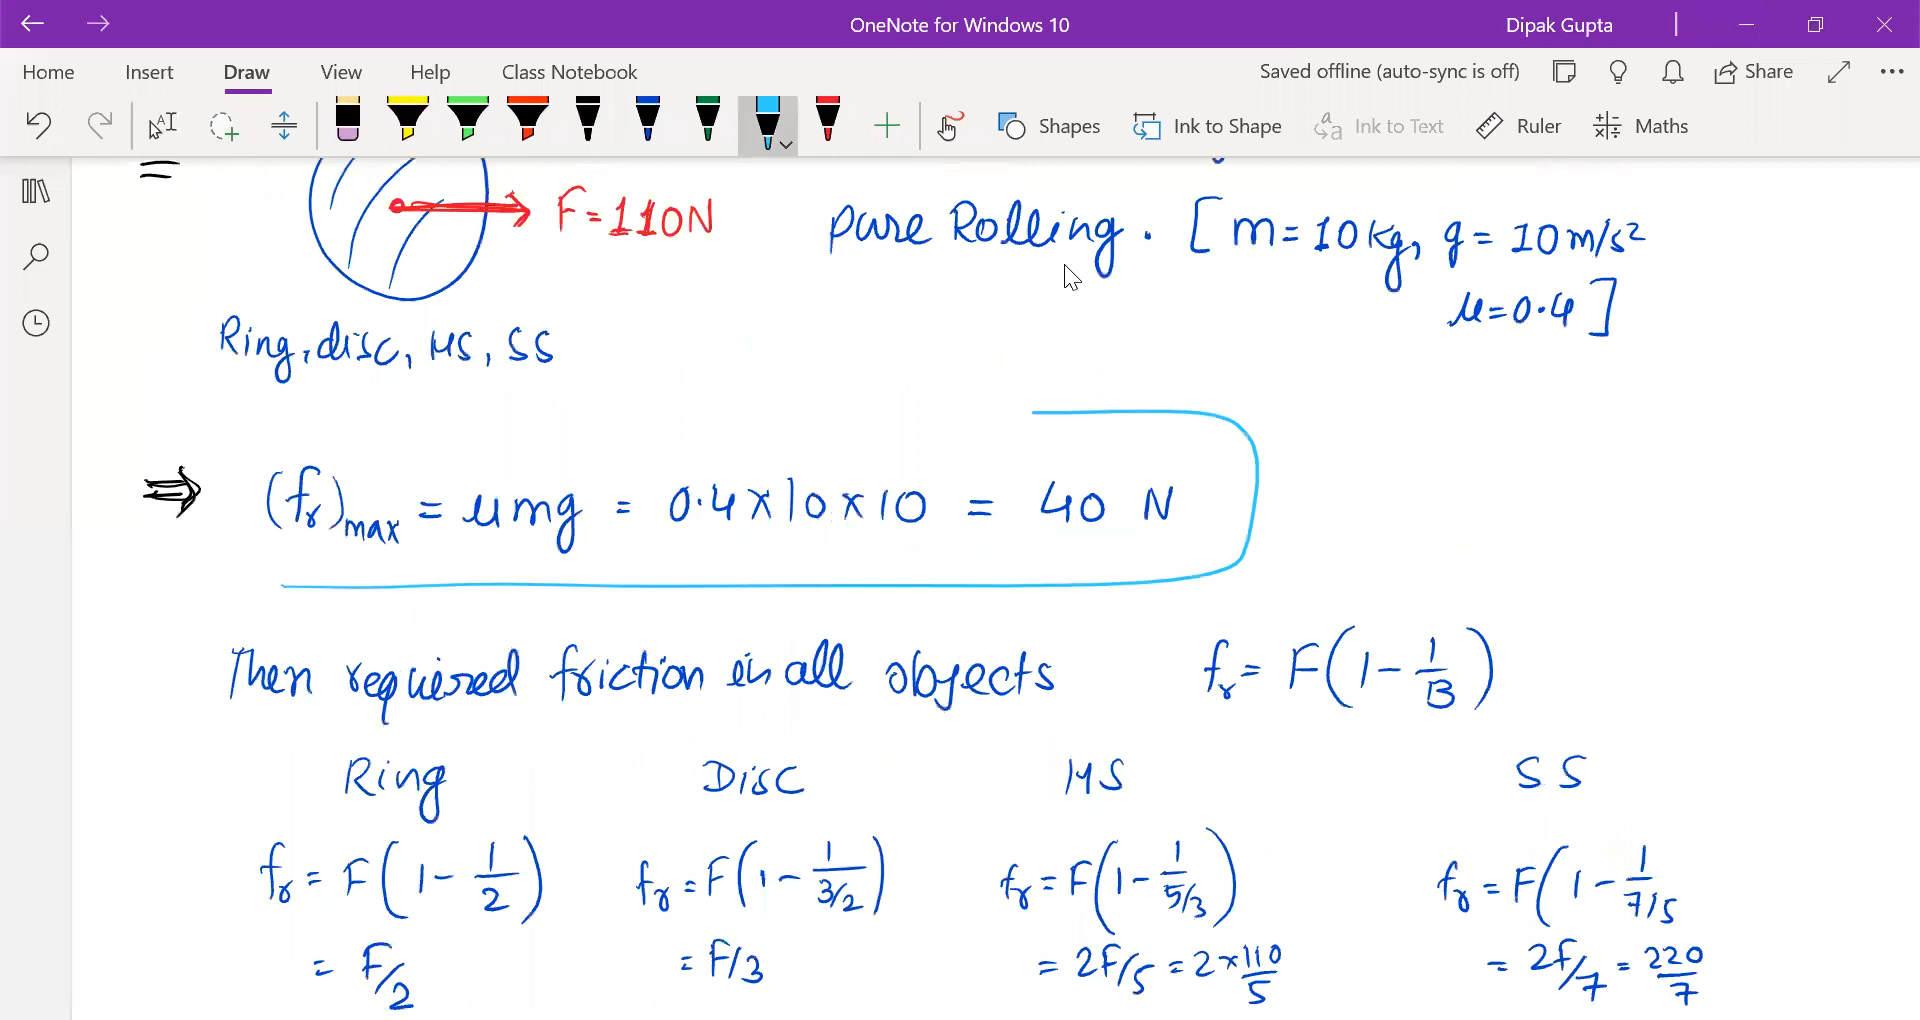 OneNote for Windows 10
Dipak Gupta
Home Insert Draw View Help Class Notebook
Saved offline (auto-sync is off) Share
Shapes Ink to Shape Ink to Text Ruler Maths
F = 110N
Pure Rolling. [m = 10 kg, g = 10 m/s²
μ = 0.4]
Ring, disc, HS, SS
⇒ (fr)max = μmg = 0.4 × 10 × 10 = 40 N
Then required friction in all objects fr = F(1 - 1/B)
Ring Disc HS SS
fr = F(1 - 1/2) fr = F(1 - 1/3/2) fr = F(1 - 1/5/3) fr = F(1 - 1/7/5
= F/2 = F/3 = 2F/5 = 2 × 110/5 = 2F/7 = 220/7